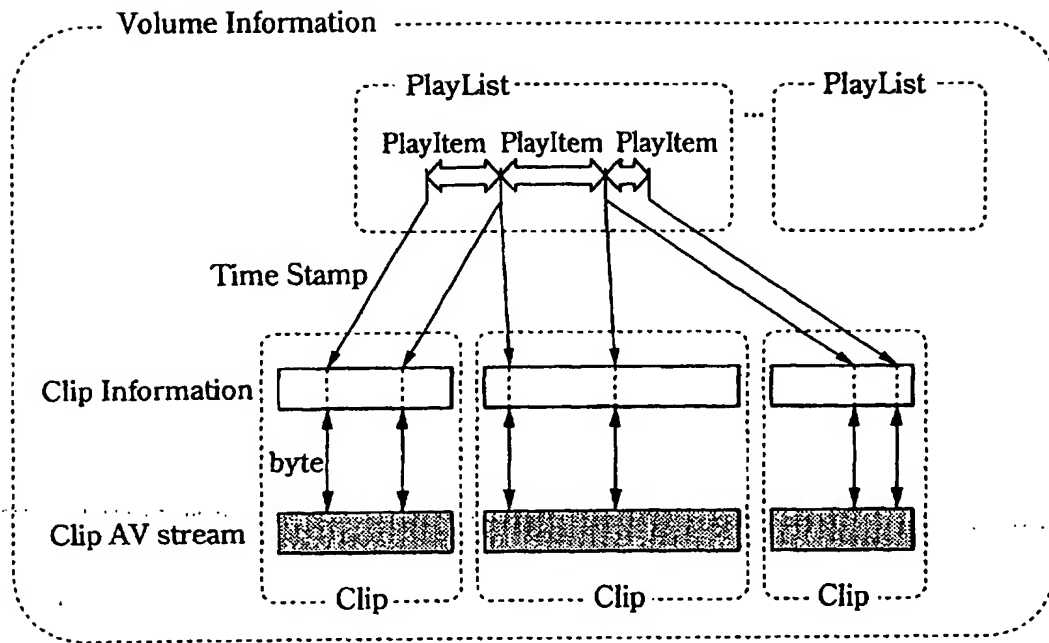 Volume Information
PlayList
...
PlayList
PlayItem PlayItem PlayItem
Time Stamp
Clip Information
byte
Clip AV stream
Clip
Clip
Clip